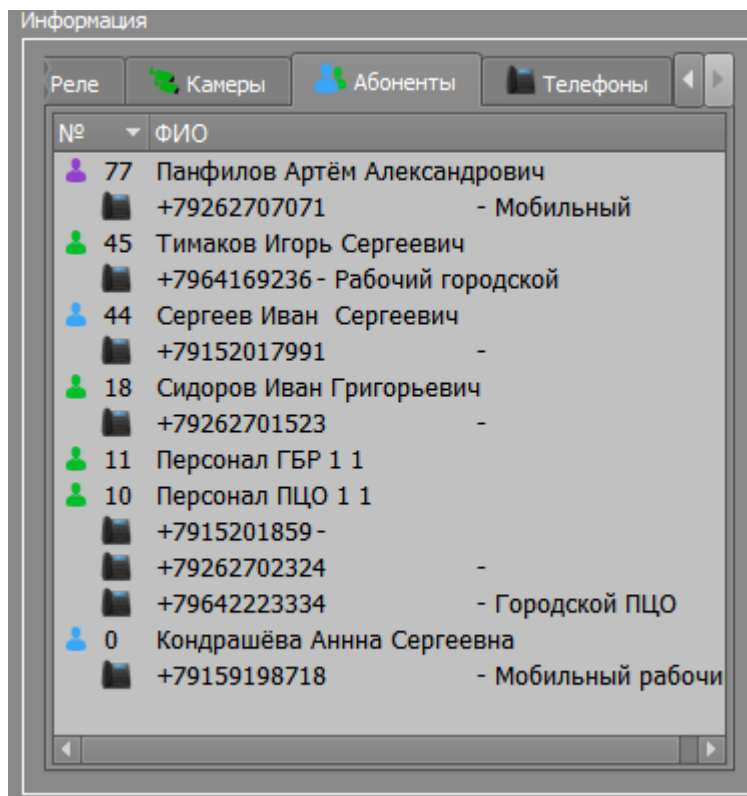 Информация
Реле Камеры Абоненты Телефоны
№ ФИО
77 Панфилов Артём Александрович
+79262707071 - Мобильный
45 Тимаков Игорь Сергеевич
+7964169236 - Рабочий городской
44 Сергеев Иван Сергеевич
+79152017991 -
18 Сидоров Иван Григорьевич
+79262701523 -
11 Персонал ГБР 1 1
10 Персонал ПЦО 1 1
+7915201859 -
+79262702324 -
+79642223334 - Городской ПЦО
0 Кондрашёва Аннна Сергеевна
+79159198718 - Мобильный рабочи